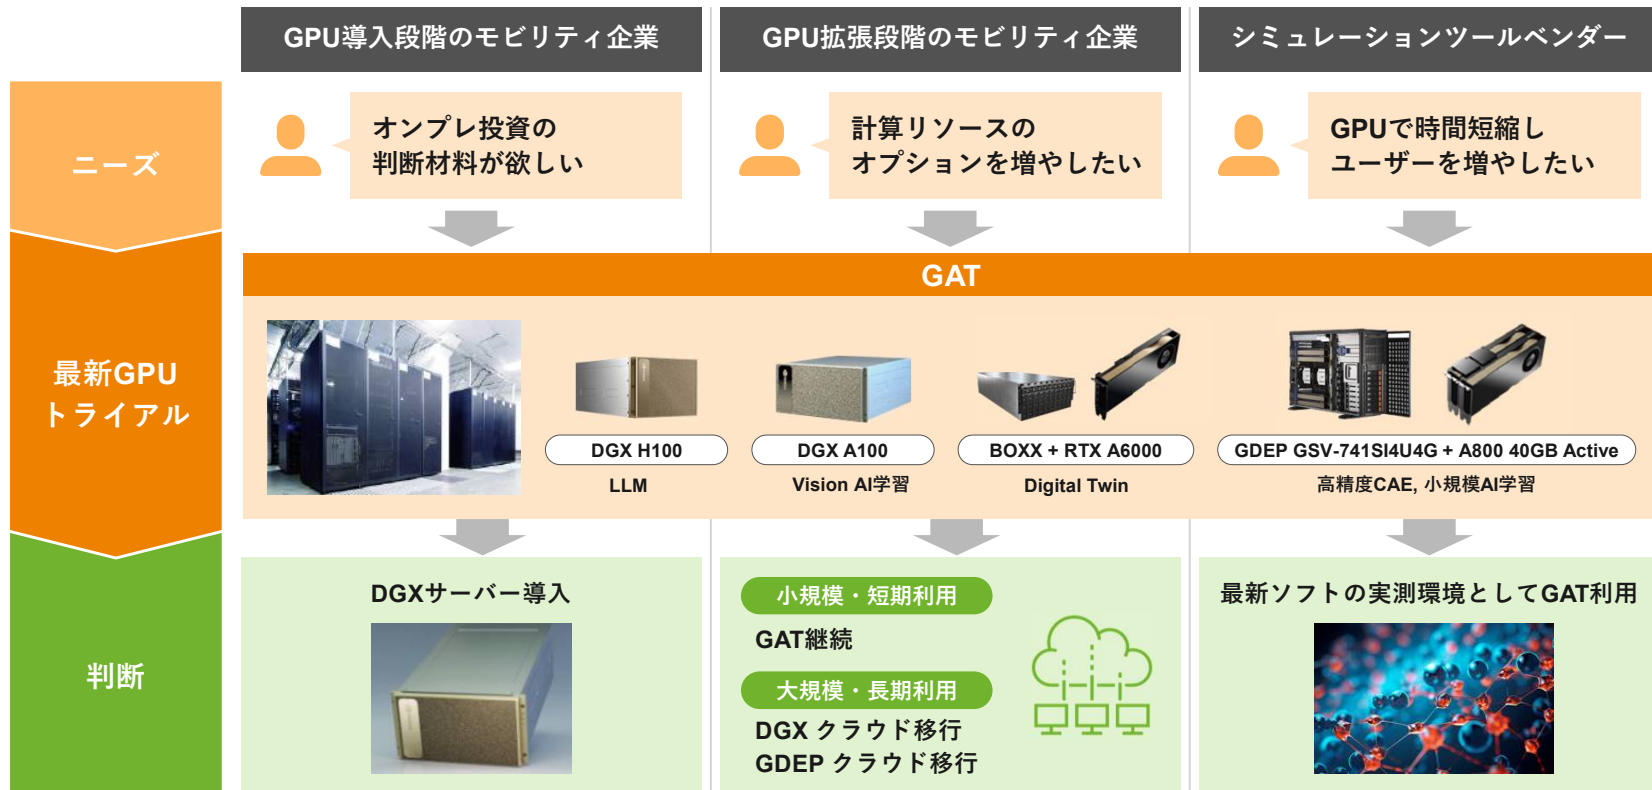 GPU導入段階のモビリティ企業
GPU拡張段階のモビリティ企業
シミュレーションツールベンダー
ニーズ
オンプレ投資の
判断材料が欲しい
計算リソースの
オプションを増やしたい
GPUで時間短縮し
ユーザーを増やしたい
GAT
最新GPU
トライアル
DGX H100
LLM
DGX A100
Vision AI学習
BOXX + RTX A6000
Digital Twin
GDEP GSV-741SI4U4G + A800 40GB Active
高精度CAE, 小規模AI学習
判断
DGXサーバー導入
小規模・短期利用
GAT継続
大規模・長期利用
DGX クラウド移行
GDEP クラウド移行
最新ソフトの実測環境としてGAT利用